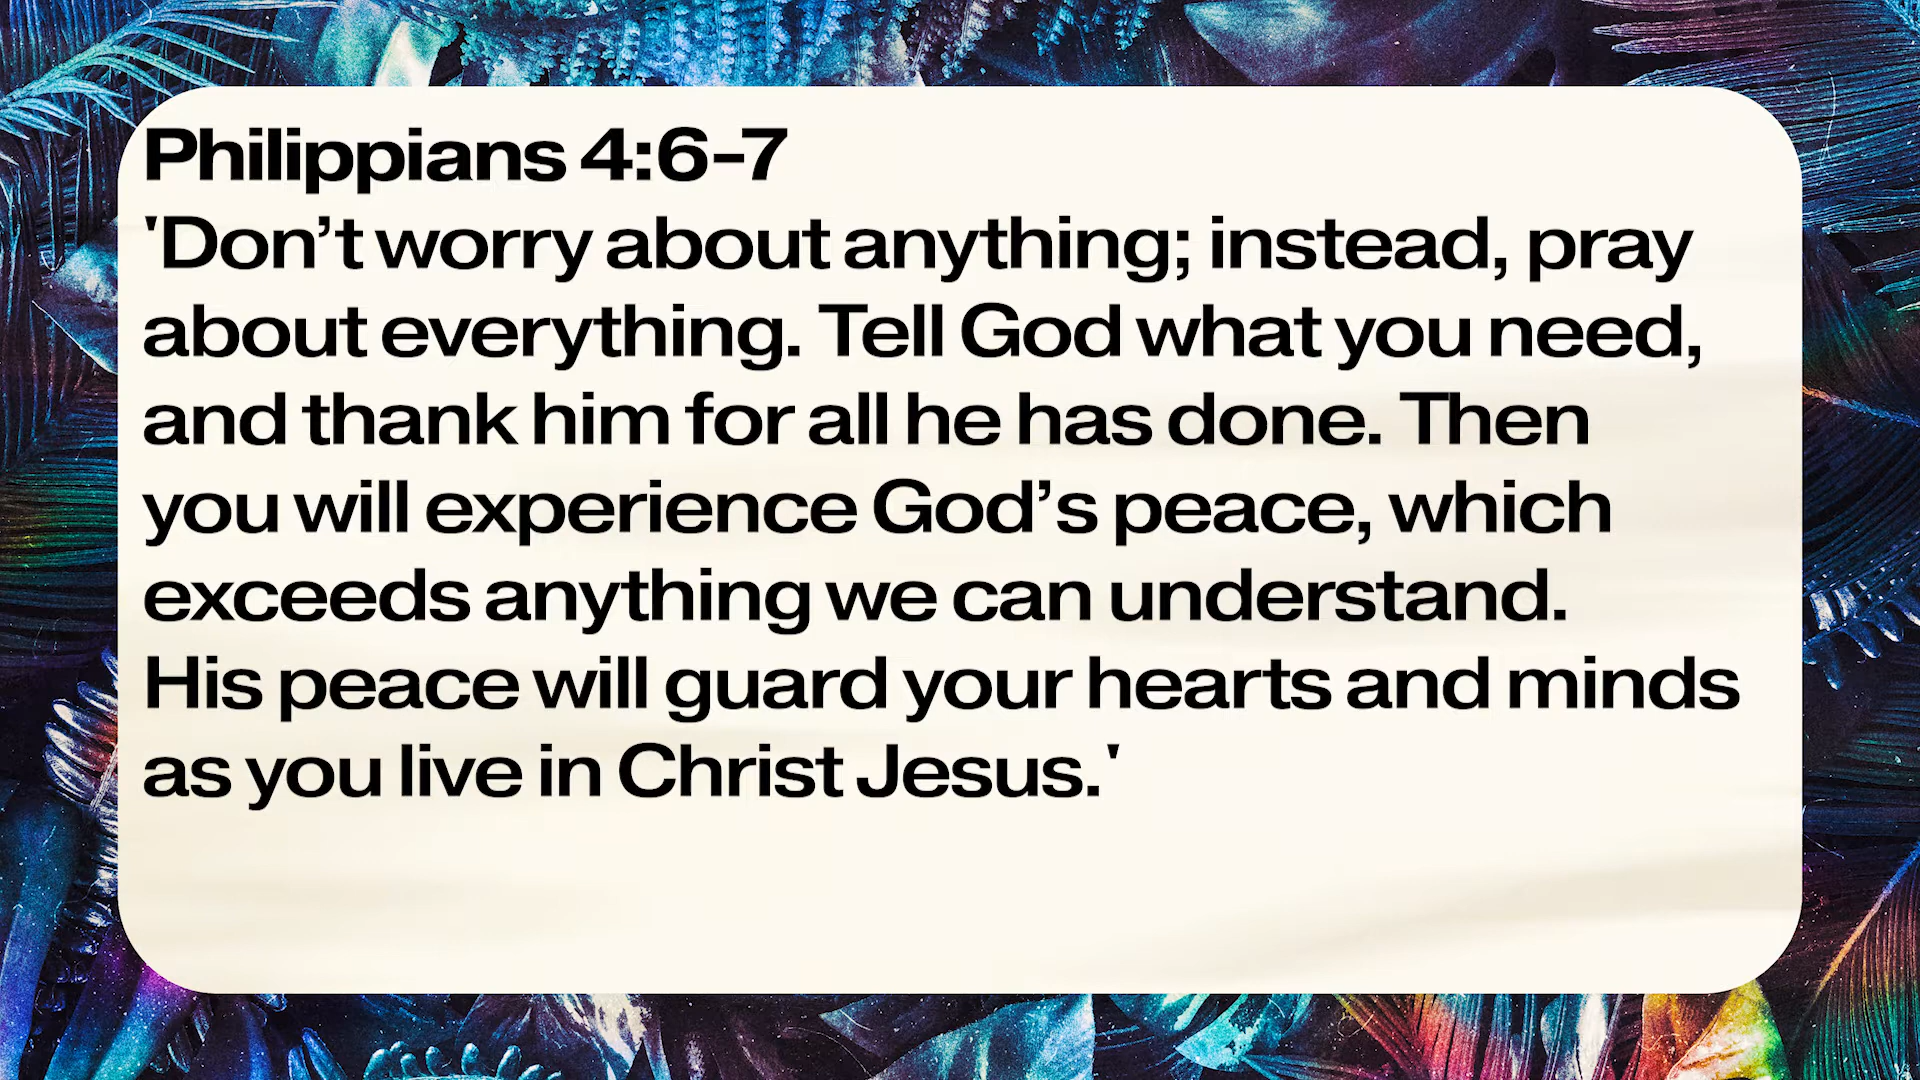 Philippians 4:6-7
'Don’t worry about anything; instead, pray
about everything. Tell God what you need,
and thank him for all he has done. Then
you will experience God’s peace, which
exceeds anything we can understand.
His peace will guard your hearts and minds
as you live in Christ Jesus.'